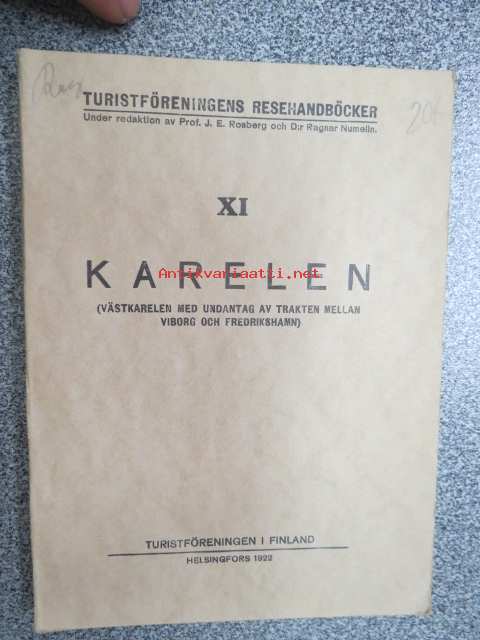 TURISTFÖRENINGENS RESEHANDBÖCKER
Under redaktion av Prof. J. E. Rosberg och D:r Ragnar Numelin.
XI
KARELEN
Antikvariaatti.net
(VÄSTKARELEN MED UNDANTAG AV TRAKTEN MELLAN
VIBORG OCH FREDRIKSHAMN)
TURISTFÖRENINGEN I FINLAND
HELSINGFORS 1922